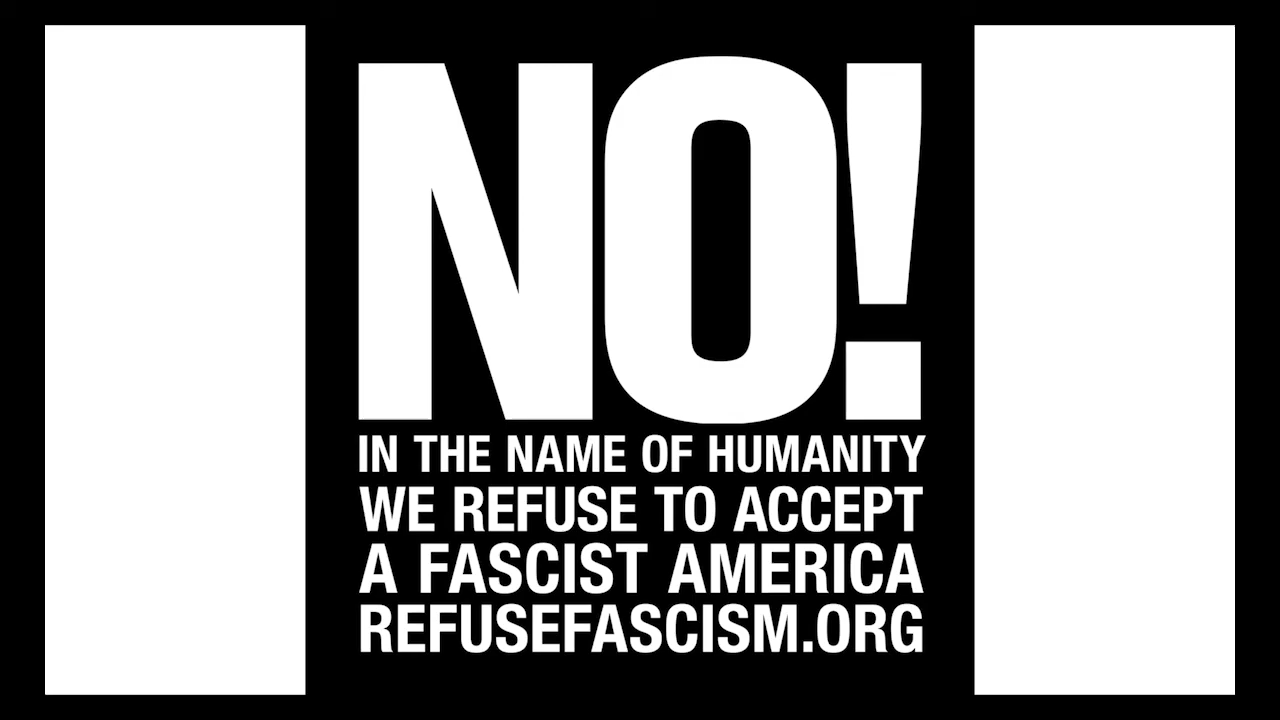 NO!
IN THE NAME OF HUMANITY
WE REFUSE TO ACCEPT
A FASCIST AMERICA
REFUSEFASCISM.ORG